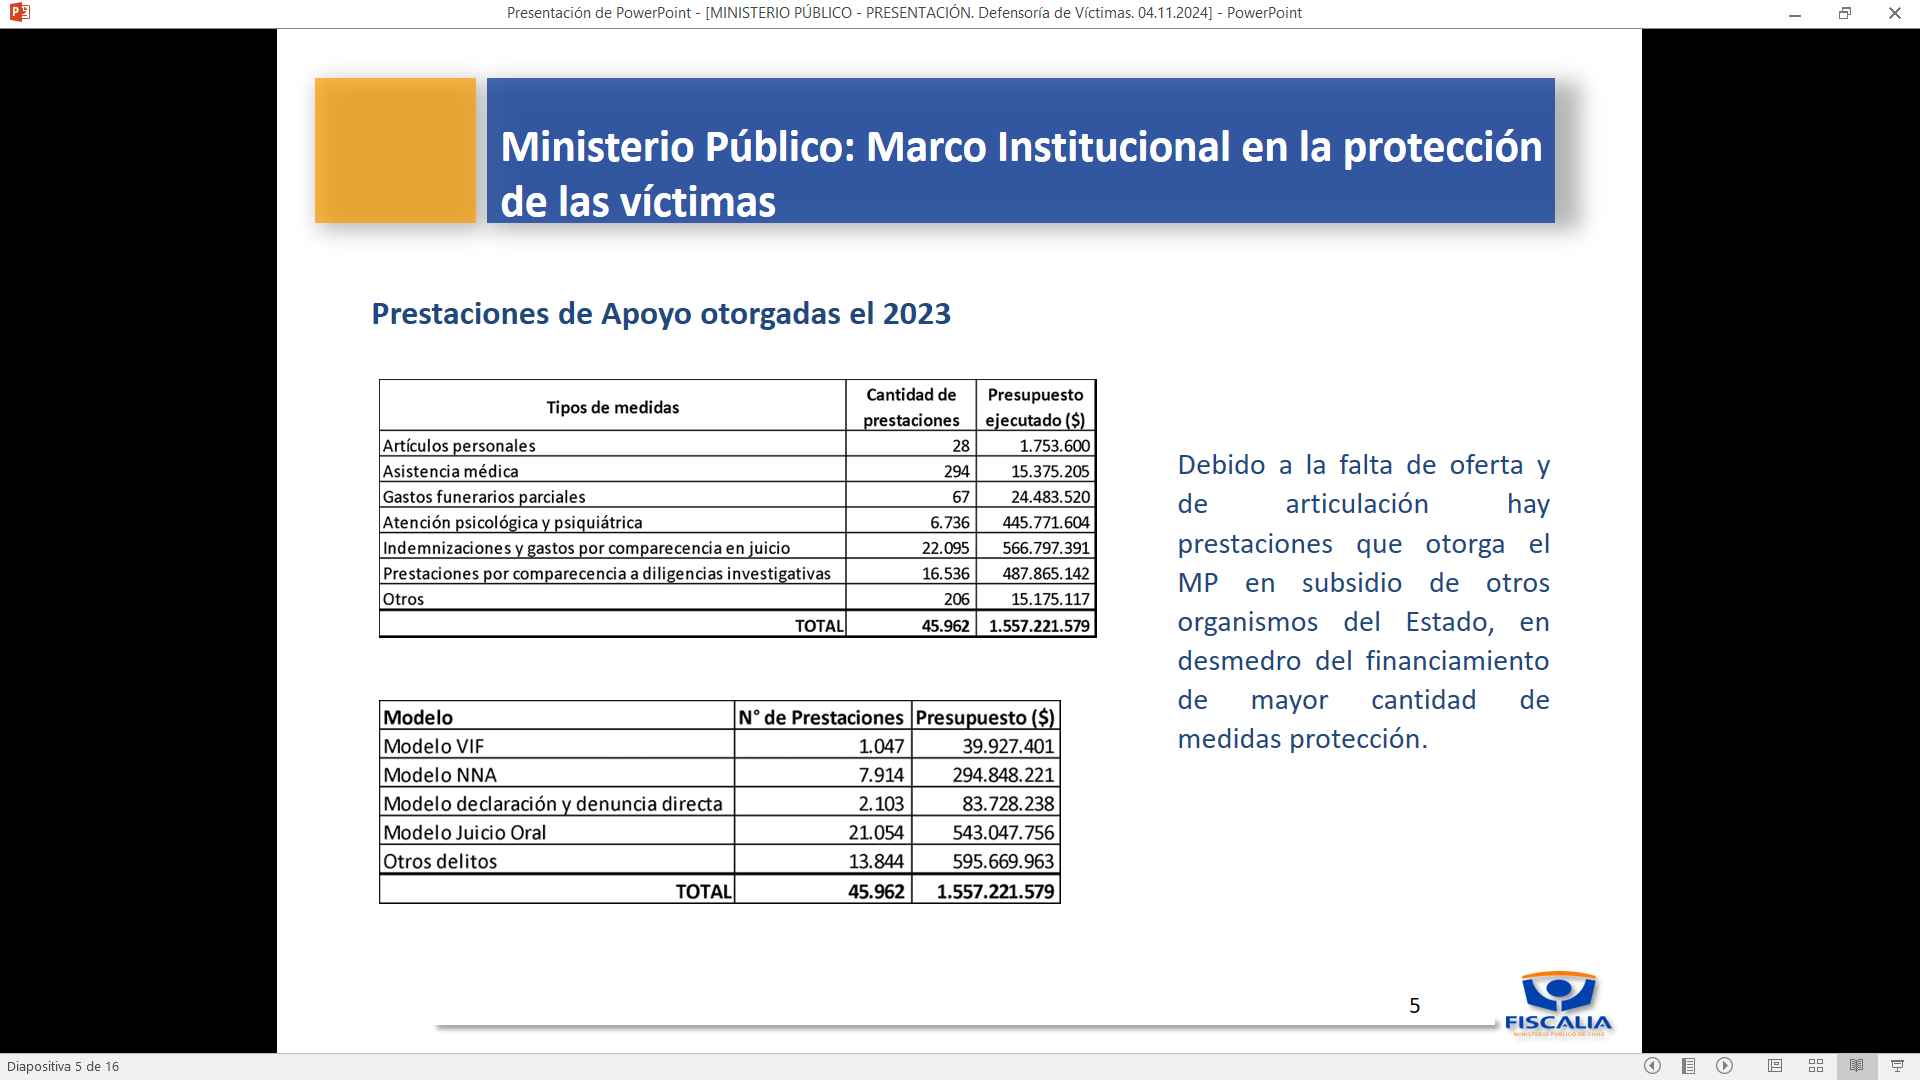 Presentación de PowerPoint - [MINISTERIO PÚBLICO - PRESENTACIÓN. Defensoría de Víctimas. 04.11.2024] - PowerPoint
Ministerio Público: Marco Institucional en la protección
de las víctimas
Prestaciones de Apoyo otorgadas el 2023
Tipos de medidas Cantidad de prestaciones Presupuesto ejecutado ($)
Artículos personales 28 1.753.600
Asistencia médica 294 15.375.205
Gastos funerarios parciales 67 24.483.520
Atención psicológica y psiquiátrica 6.736 445.771.604
Indemnizaciones y gastos por comparecencia en juicio 22.095 566.797.391
Prestaciones por comparecencia a diligencias investigativas 16.536 487.865.142
Otros 206 15.175.117
TOTAL 45.962 1.557.221.579
Modelo N° de Prestaciones Presupuesto ($)
Modelo VIF 1.047 39.927.401
Modelo NNA 7.914 294.848.221
Modelo declaración y denuncia directa 2.103 83.728.238
Modelo Juicio Oral 21.054 543.047.756
Otros delitos 13.844 595.669.963
TOTAL 45.962 1.557.221.579
Debido a la falta de oferta y
de articulación hay
prestaciones que otorga el
MP en subsidio de otros
organismos del Estado, en
desmedro del financiamiento
de mayor cantidad de
medidas protección.
5
FISCALIA
MINISTERIO PÚBLICO DE CHILE
Diapositiva 5 de 16